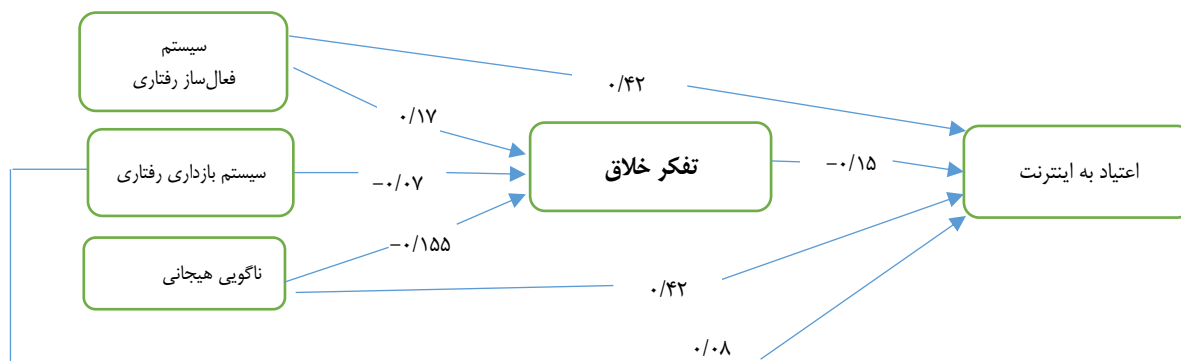 سیستم
فعال‌ساز رفتاری
۰/۴۲
۰/۱۷
تفکر خلاق
سیستم بازداری رفتاری
−۰/۰۷
−۰/۱۵
اعتیاد به اینترنت
−۰/۱۵۵
ناگویی هیجانی
۰/۴۲
۰/۰۸